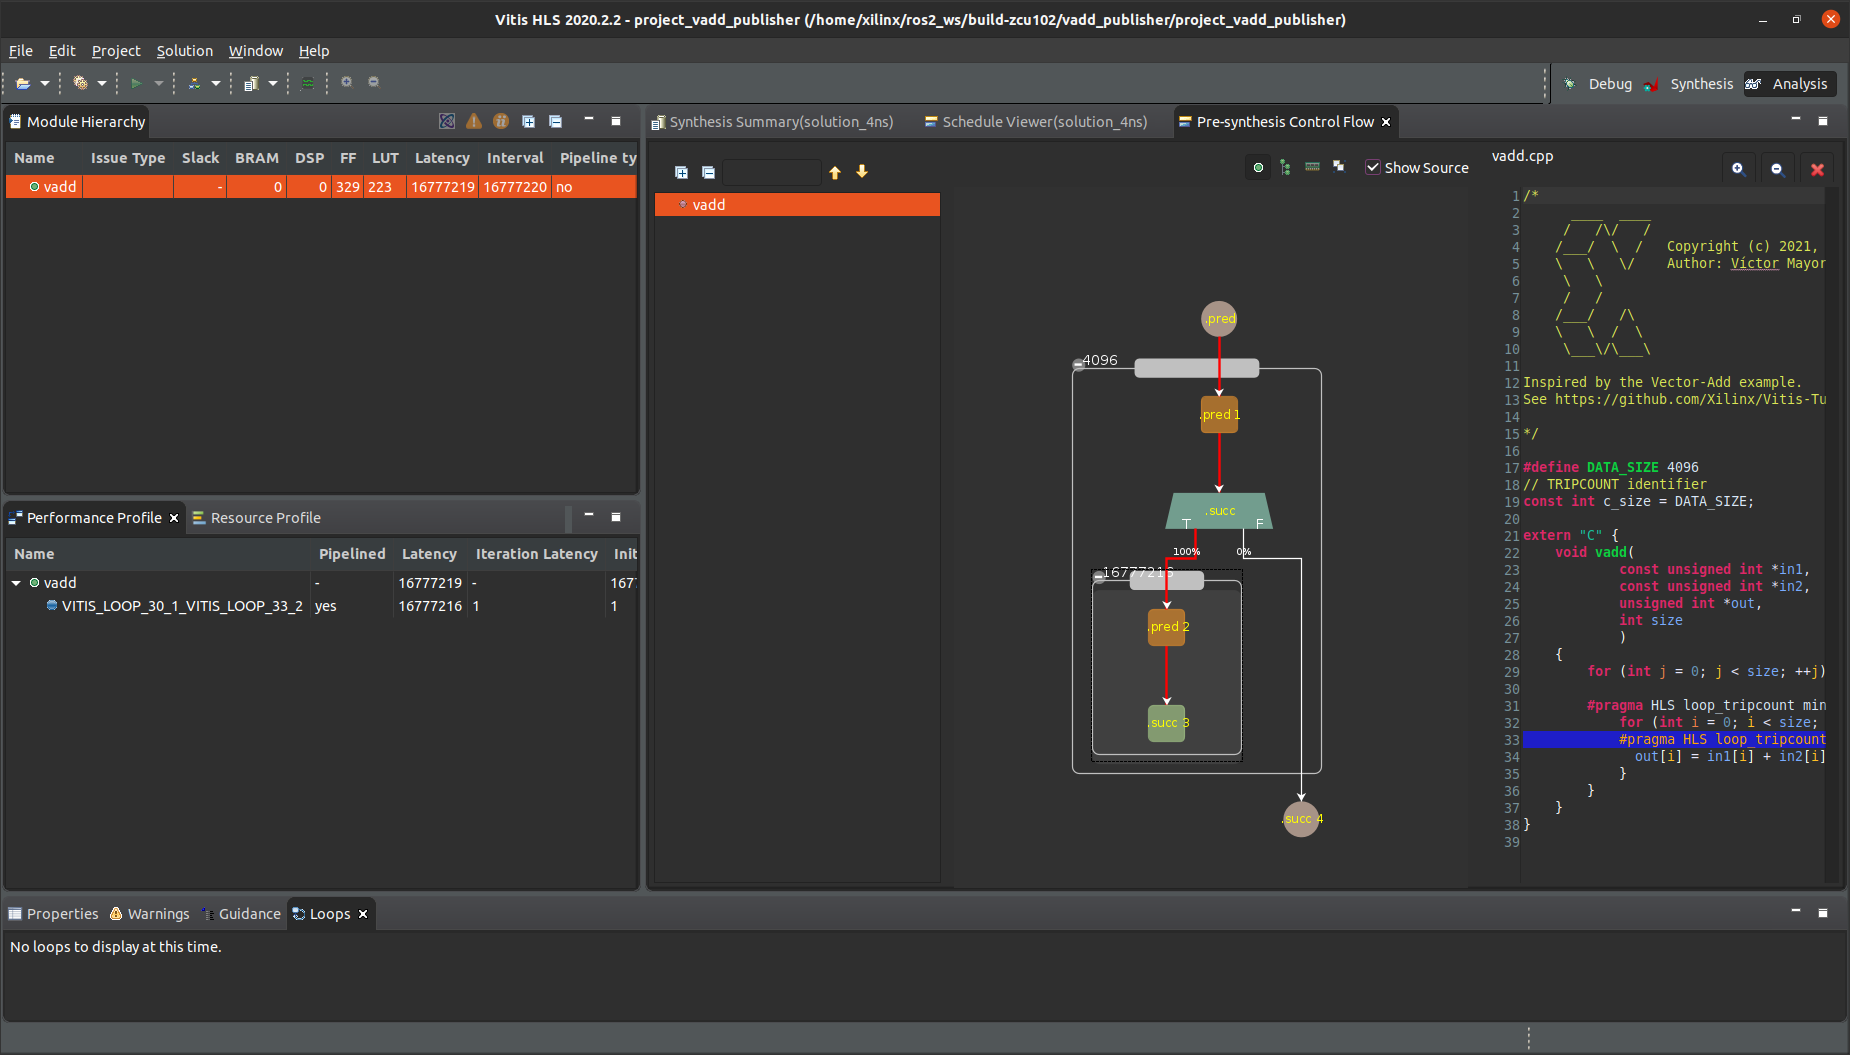 Vitis HLS 2020.2.2 - project_vadd_publisher (/home/xilinx/ros2_ws/build-zcu102/vadd_publisher/project_vadd_publisher)
File Edit Project Solution Window Help
Debug Synthesis Analysis
Module Hierarchy
Name Issue Type Slack BRAM DSP FF LUT Latency Interval Pipeline ty
vadd - 0 0 329 223 16777219 16777220 no
Performance Profile Resource Profile
Name Pipelined Latency Iteration Latency Init
vadd - 16777219 - 167
VITIS_LOOP_30_1_VITIS_LOOP_33_2 yes 16777216 1 1
Synthesis Summary(solution_4ns) Schedule Viewer(solution_4ns) Pre-synthesis Control Flow
Show Source
vadd
.pred
4096
.pred 1
.succ
T F
100% 0%
16777216
.pred 2
.succ 3
.succ 4
vadd.cpp
1 /*
2 ____ ____
3 / /\/ /
4 /___/ \ / Copyright (c) 2021,
5 \ \ \/ Author: Víctor Mayor
6 \ \
7 / /
8 /___/ /\
9 \ \ / \
10 \___\/\___\
11
12 Inspired by the Vector-Add example.
13 See https://github.com/Xilinx/Vitis-Tu
14
15 */
16
17 #define DATA_SIZE 4096
18 // TRIPCOUNT identifier
19 const int c_size = DATA_SIZE;
20
21 extern "C" {
22 void vadd(
23 const unsigned int *in1,
24 const unsigned int *in2,
25 unsigned int *out,
26 int size
27 )
28 {
29 for (int j = 0; j < size; ++j)
30
31 #pragma HLS loop_tripcount min
32 for (int i = 0; i < size;
33 #pragma HLS loop_tripcount
34 out[i] = in1[i] + in2[i]
35 }
36 }
37 }
38 }
39
Properties Warnings Guidance Loops
No loops to display at this time.